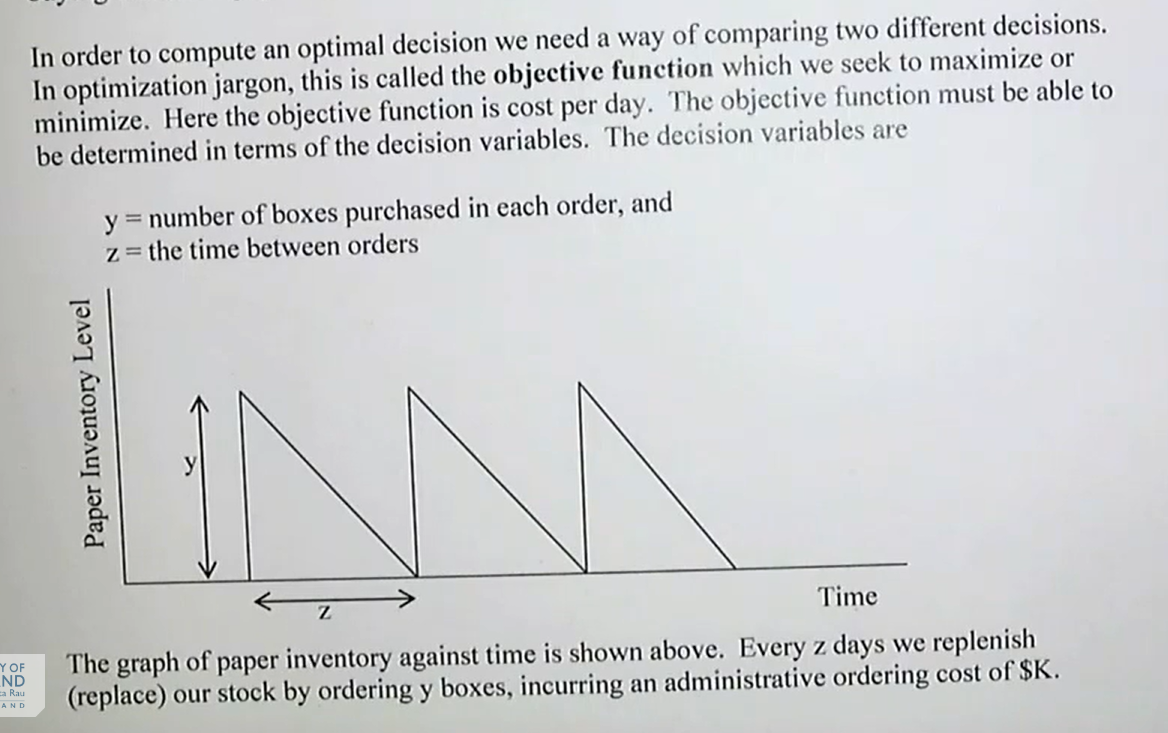 In order to compute an optimal decision we need a way of comparing two different decisions.
In optimization jargon, this is called the objective function which we seek to maximize or
minimize. Here the objective function is cost per day. The objective function must be able to
be determined in terms of the decision variables. The decision variables are
y = number of boxes purchased in each order, and
z = the time between orders
Paper Inventory Level
y
z
Time
The graph of paper inventory against time is shown above. Every z days we replenish
(replace) our stock by ordering y boxes, incurring an administrative ordering cost of $K.
Y OF
ND
Rau
AND